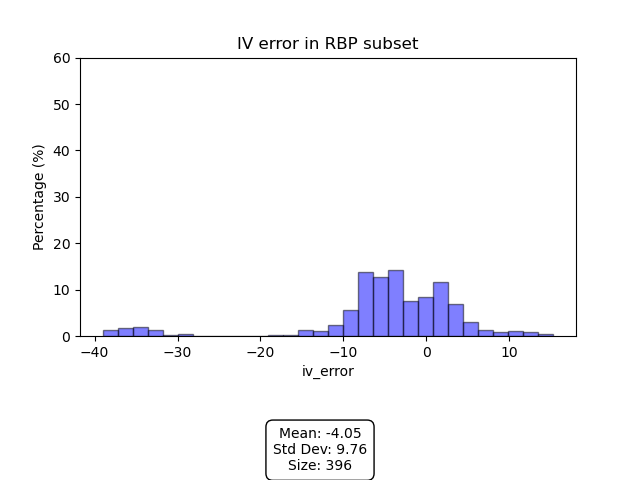 IV error in RBP subset
60
50
40
30
20
10
0
Percentage (%)
−40 −30 −20 −10 0 10
iv_error
Mean: -4.05
Std Dev: 9.76
Size: 396